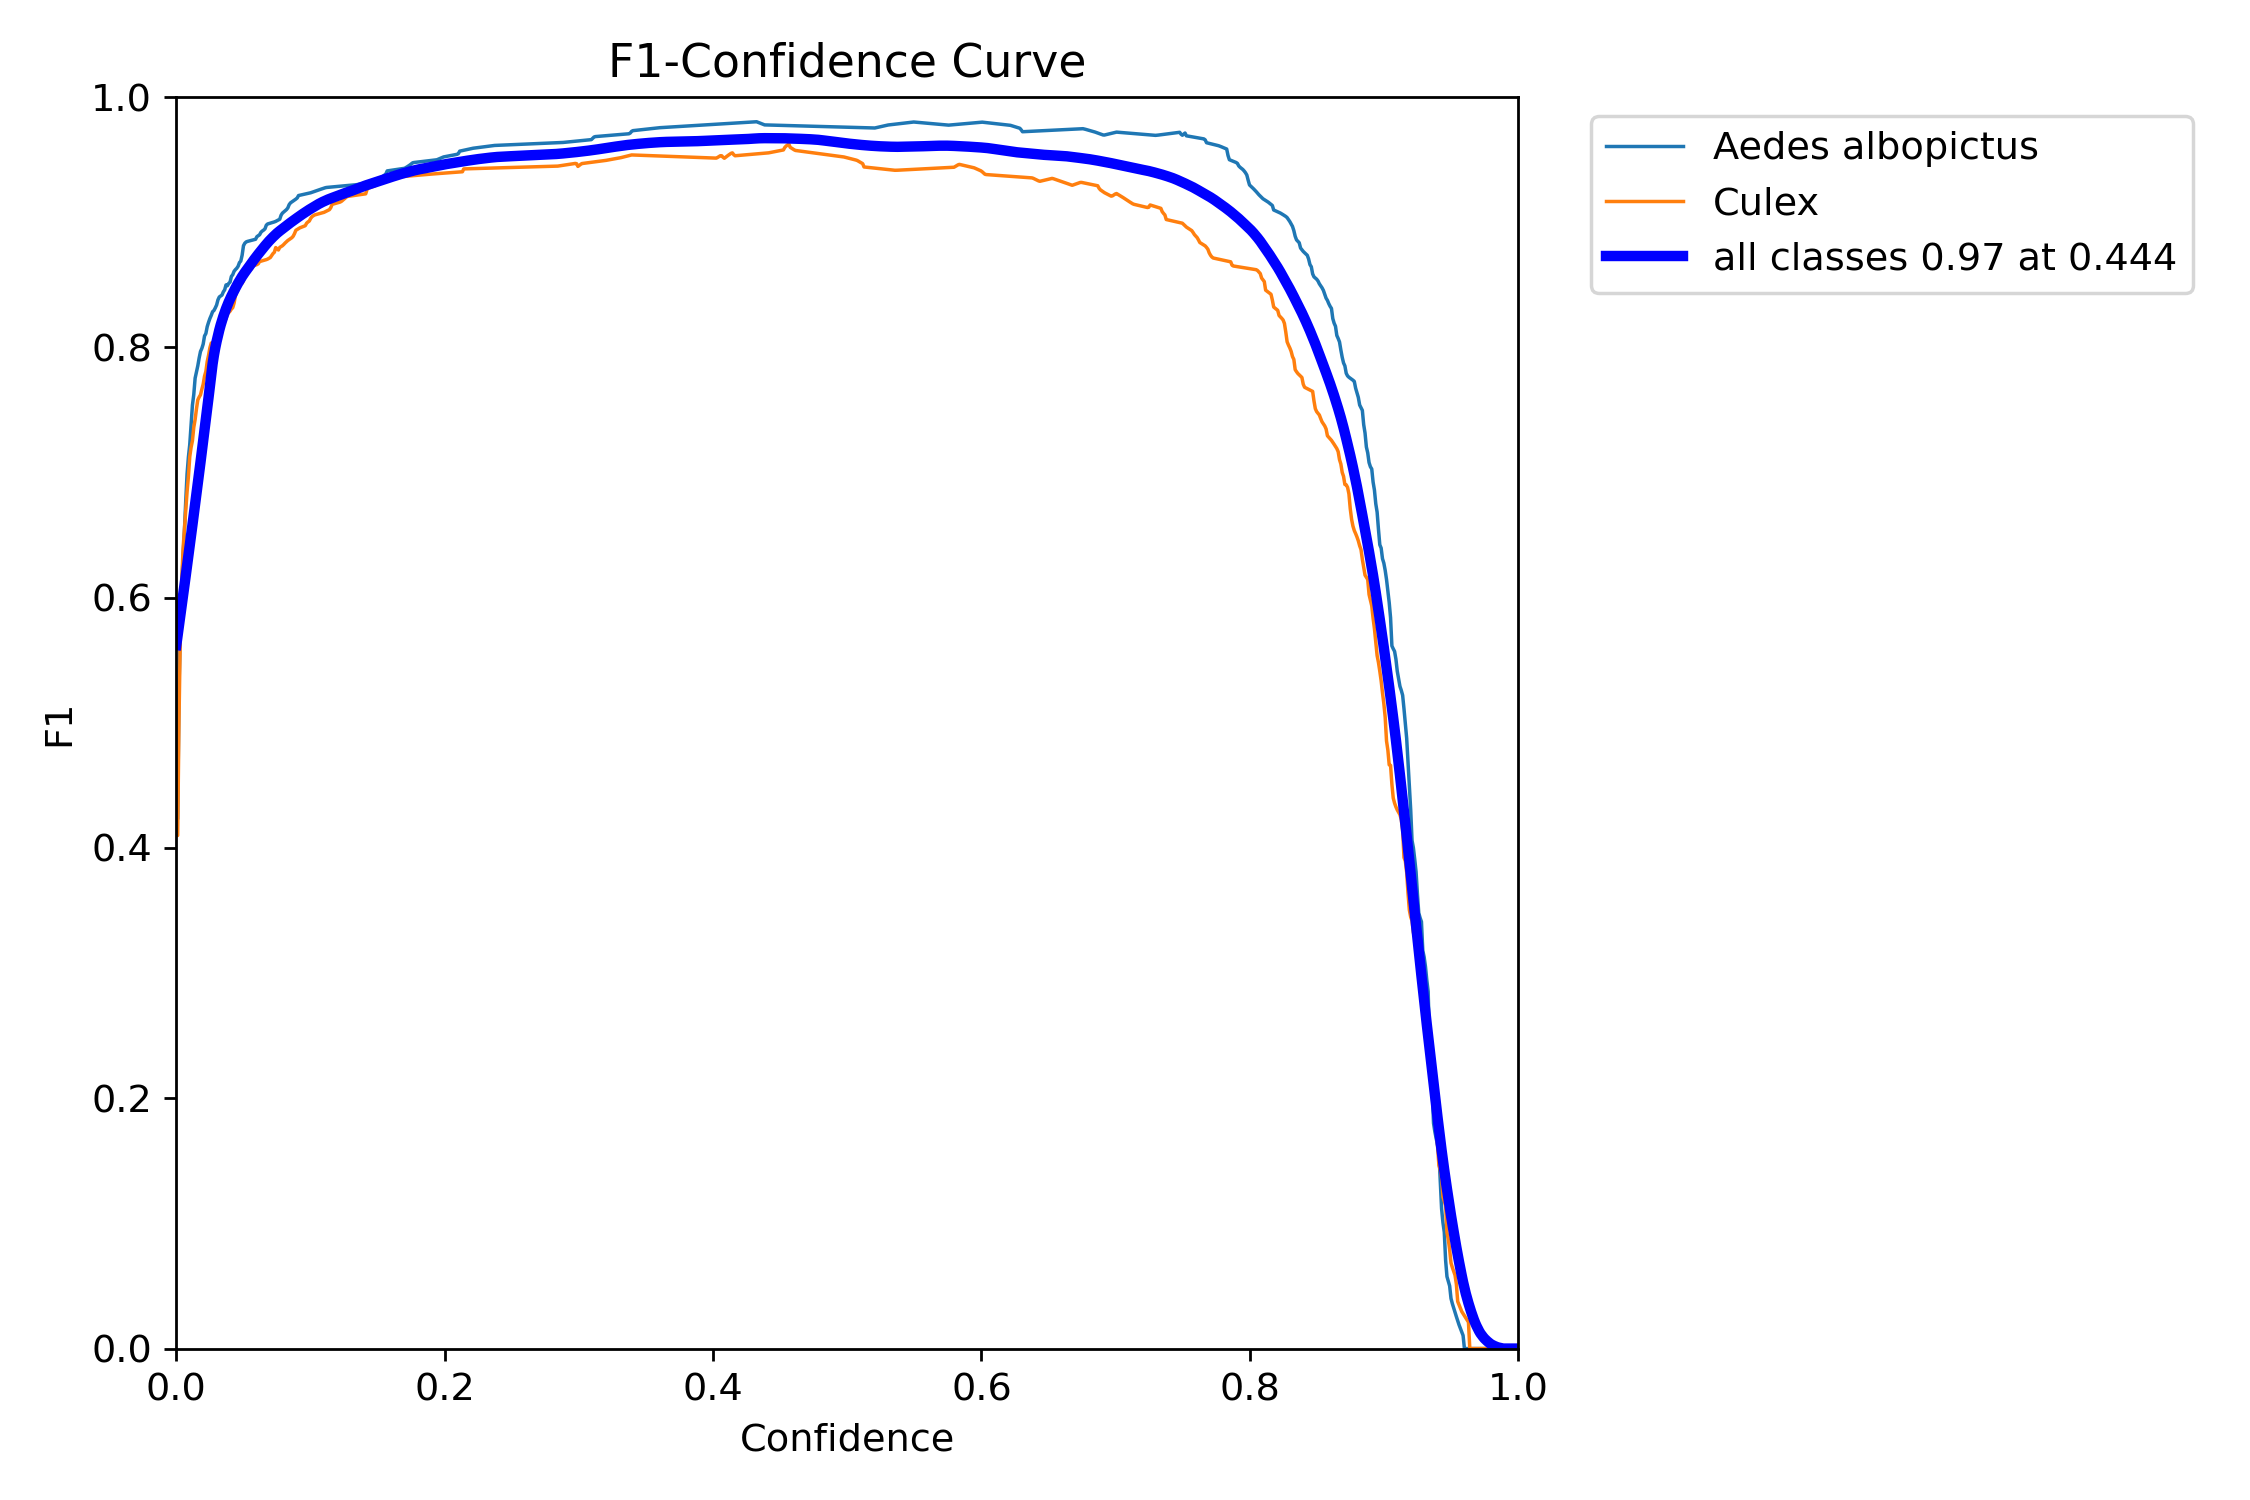 F1-Confidence Curve
1.0
0.8
0.6
0.4
0.2
0.0
F1
0.0 0.2 0.4 0.6 0.8 1.0
Confidence
Aedes albopictus
Culex
all classes 0.97 at 0.444